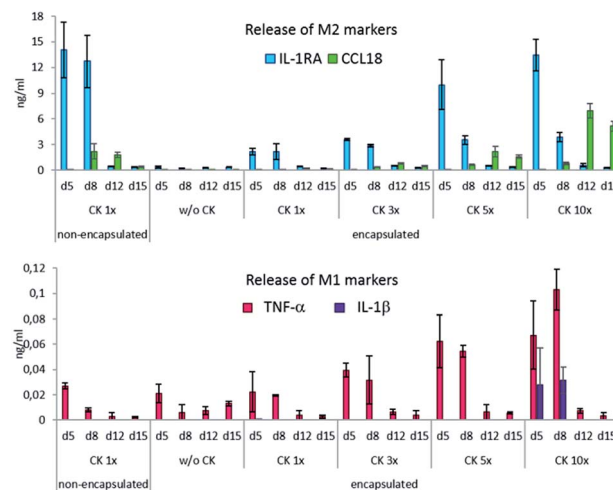 Release of M2 markers
IL-1RA CCL18
ng/ml
18
15
12
9
6
3
0
d5 d8 d12 d15 d5 d8 d12 d15 d5 d8 d12 d15 d5 d8 d12 d15 d5 d8 d12 d15 d5 d8 d12 d1
CK 1x w/o CK CK 1x CK 3x CK 5x CK 10x
non-encapsulated encapsulated
Release of M1 markers
TNF-α IL-1β
ng/ml
0,12
0,1
0,08
0,06
0,04
0,02
0
d5 d8 d12 d15 d5 d8 d12 d15 d5 d8 d12 d15 d5 d8 d12 d15 d5 d8 d12 d15 d5 d8 d12 d15
CK 1x w/o CK CK 1x CK 3x CK 5x CK 10x
non-encapsulated encapsulated